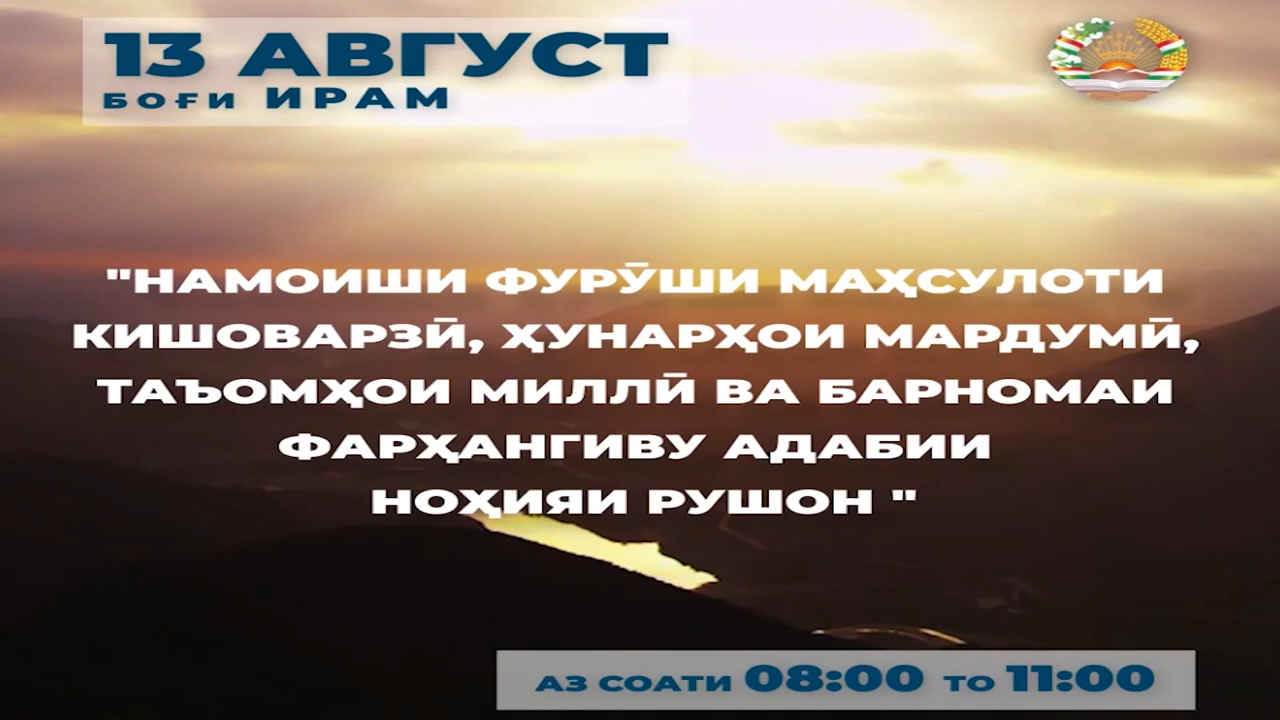 13 АВГУСТ
БОҒИ ИРАМ
"НАМОИШИ ФУРӮШИ МАҲСУЛОТИ
КИШОВАРЗӢ, ҲУНАРҲОИ МАРДУМӢ,
ТАЪОМҲОИ МИЛЛӢ ВА БАРНОМАИ
ФАРҲАНГИВУ АДАБИИ
НОҲИЯИ РУШОН "
АЗ СОАТИ 08:00 ТО 11:00